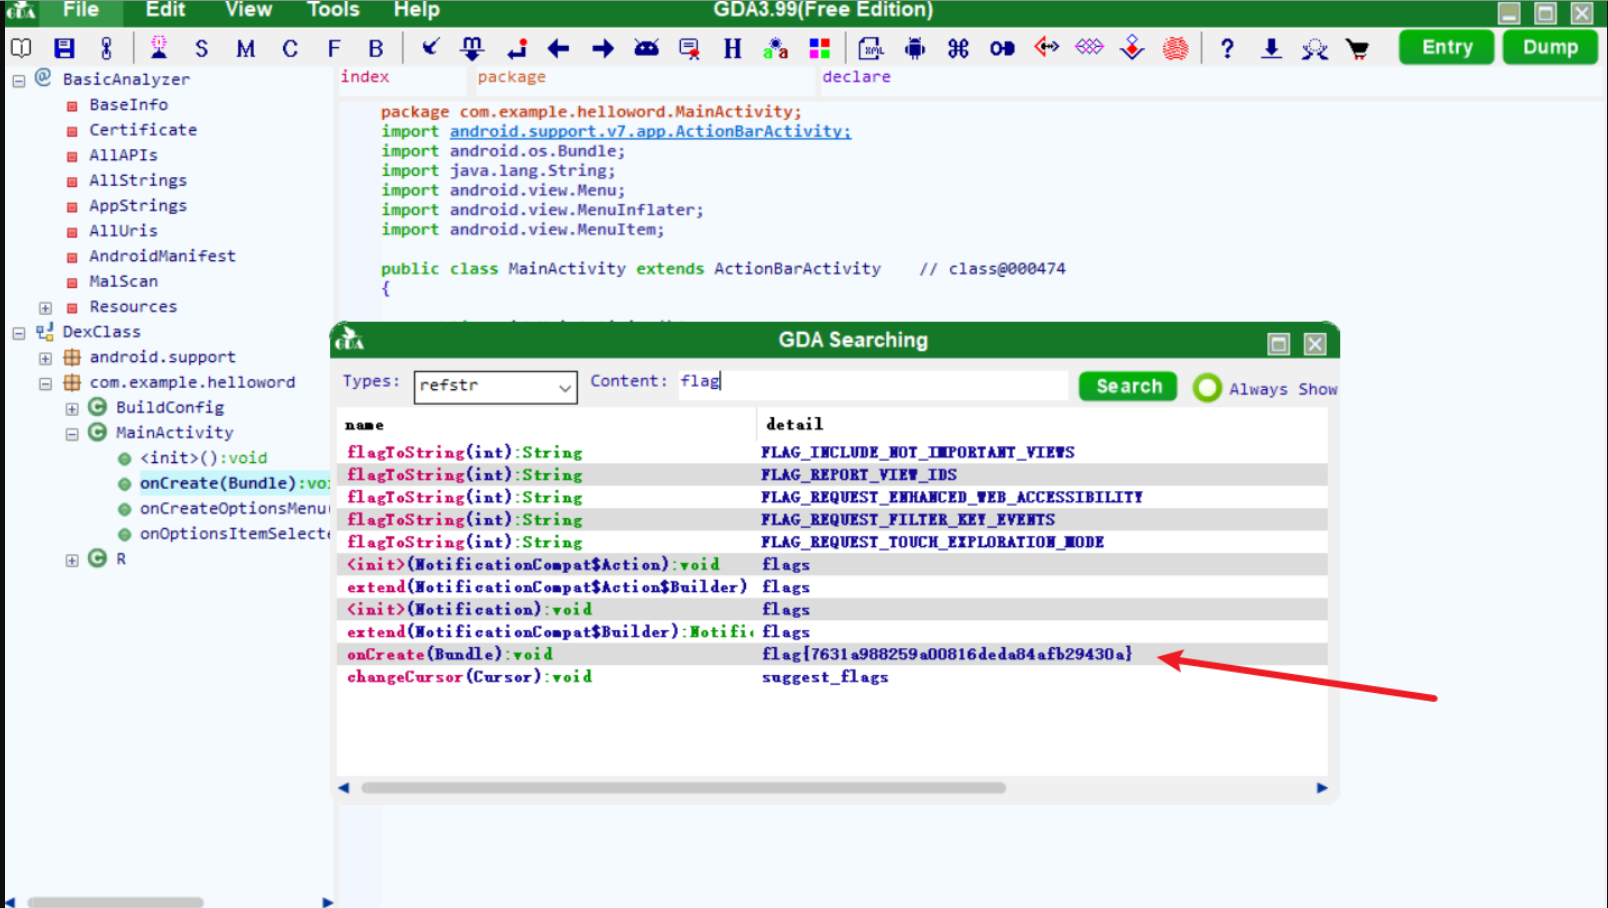 File Edit View Tools Help GDA3.99(Free Edition)
S M C F B H ? Entry Dump
BasicAnalyzer
BaseInfo
Certificate
AllAPIs
AllStrings
AppStrings
AllUris
AndroidManifest
MalScan
Resources
DexClass
android.support
com.example.helloword
BuildConfig
MainActivity
<init>():void
onCreate(Bundle):voi
onCreateOptionsMenu(
onOptionsItemSelecte
R
index package declare
package com.example.helloword.MainActivity;
import android.support.v7.app.ActionBarActivity;
import android.os.Bundle;
import java.lang.String;
import android.view.Menu;
import android.view.MenuInflater;
import android.view.MenuItem;
public class MainActivity extends ActionBarActivity // class@000474
{
GDA GDA Searching
Types: refstr Content: flag Search Always Show
name detail
flagToString(int):String FLAG_INCLUDE_NOT_IMPORTANT_VIEWS
flagToString(int):String FLAG_REPORT_VIEW_IDS
flagToString(int):String FLAG_REQUEST_ENHANCED_WEB_ACCESSIBILITY
flagToString(int):String FLAG_REQUEST_FILTER_KEY_EVENTS
flagToString(int):String FLAG_REQUEST_TOUCH_EXPLORATION_MODE
<init>(NotificationCompat$Action):void flags
extend(NotificationCompat$Action$Builder) flags
<init>(Notification):void flags
extend(NotificationCompat$Builder):Notifi flags
onCreate(Bundle):void flag{7631a988259a00816deda84afb29430a}
changeCursor(Cursor):void suggest_flags